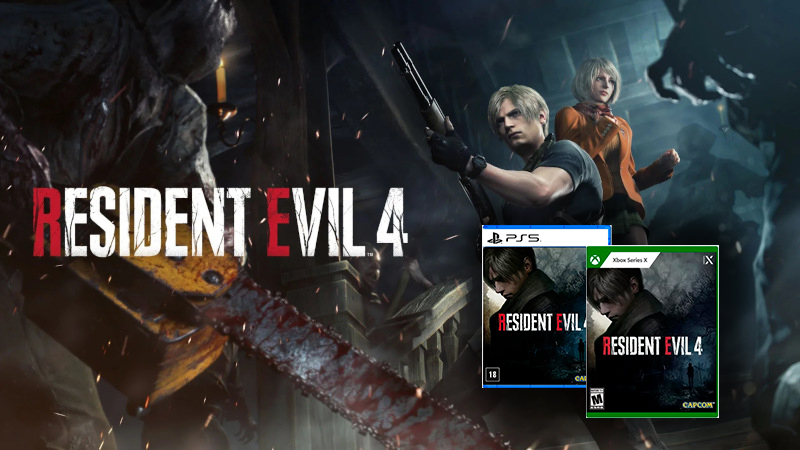 RESIDENT EVIL 4
PS5
RESIDENT EVIL 4
18
CAPCOM
Xbox Series X
RESIDENT EVIL 4
M
CAPCOM